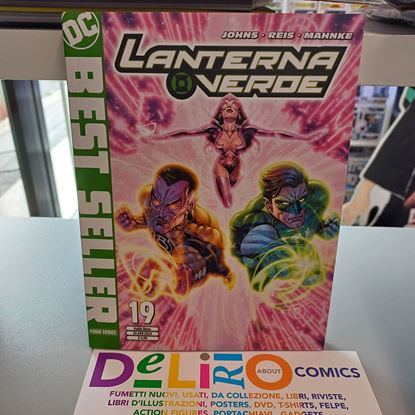 DC
BEST SELLER
JOHNS · REIS · MAHNKE
LANTERNA
VERDE
19
PANINI COMICS
DELIRIO
ABOUT
COMICS
FUMETTI NUOVI, USATI, DA COLLEZIONE, LIBRI, RIVISTE,
LIBRI D'ILLUSTRAZIONI, POSTERS, DVD, T-SHIRTS, FELPE,
ACTION FIGURES, PORTACHIAVI, GADGETS